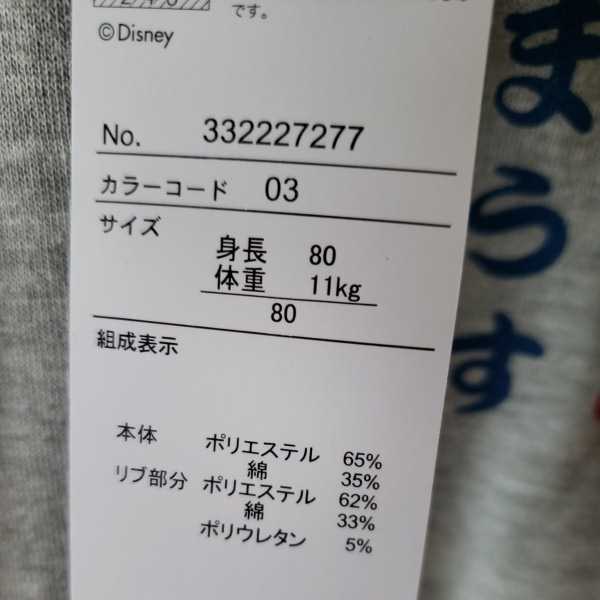 です。
©Disney
No. 332227277
カラーコード 03
サイズ
身長 80
体重 11kg
80
組成表示
本体 ポリエステル 65%
綿 35%
リブ部分 ポリエステル 62%
綿 33%
ポリウレタン 5%
まうす